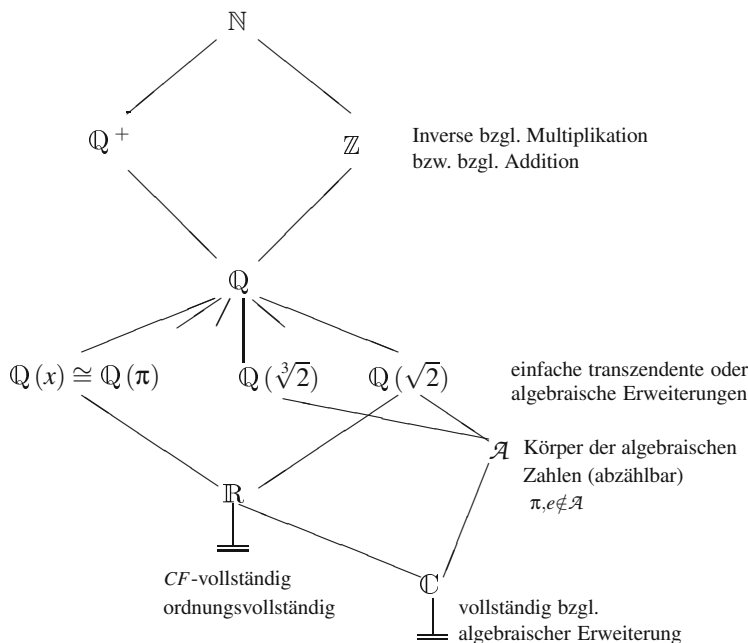 ℕ
ℚ⁺ ℤ Inverse bzgl. Multiplikation
bzw. bzgl. Addition
ℚ
ℚ(x) ≅ ℚ(π) ℚ(∛2) ℚ(√2) einfache transzendente oder
algebraische Erweiterungen
𝒜 Körper der algebraischen
Zahlen (abzählbar)
π,e∉𝒜
ℝ
CF-vollständig
ordnungsvollständig
ℂ
vollständig bzgl.
algebraischer Erweiterung